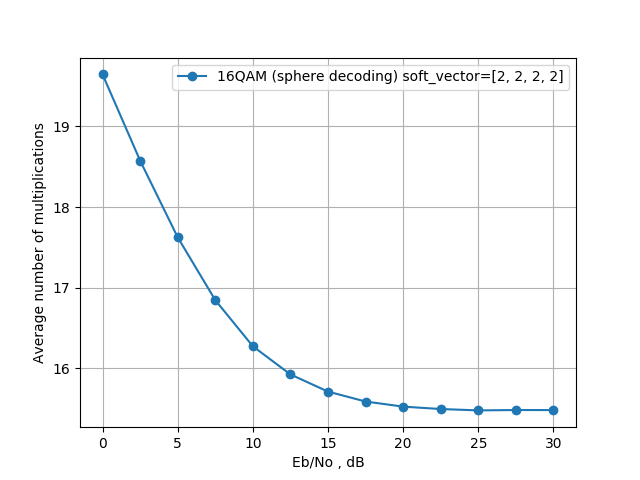 16QAM (sphere decoding) soft_vector=[2, 2, 2, 2]
Average number of multiplications
19
18
17
16
0 5 10 15 20 25 30
Eb/No , dB